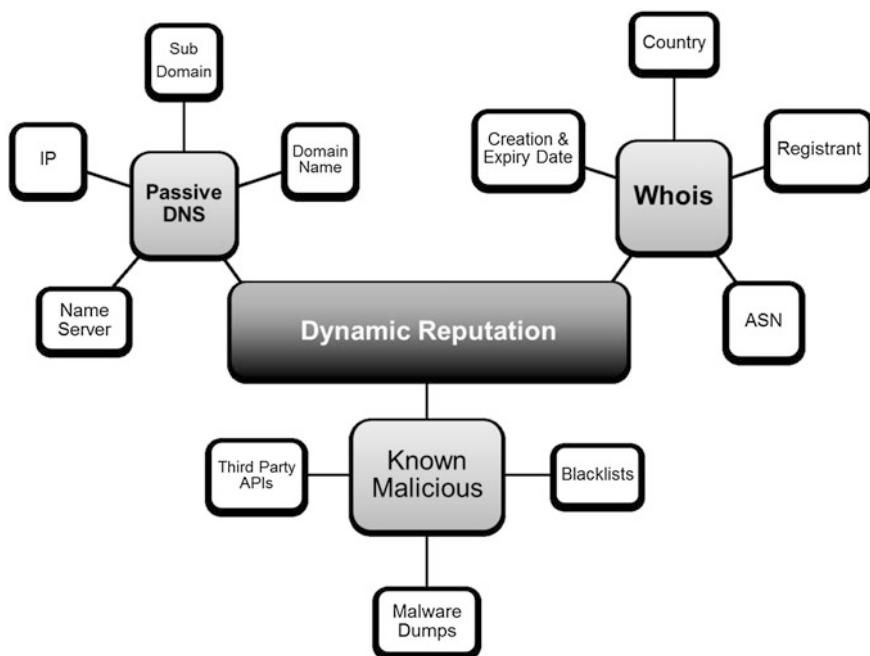 Sub
Domain
IP
Domain
Name
Passive
DNS
Name
Server
Country
Creation &
Expiry Date
Registrant
Whois
ASN
Dynamic Reputation
Known
Malicious
Third Party
APIs
Blacklists
Malware
Dumps